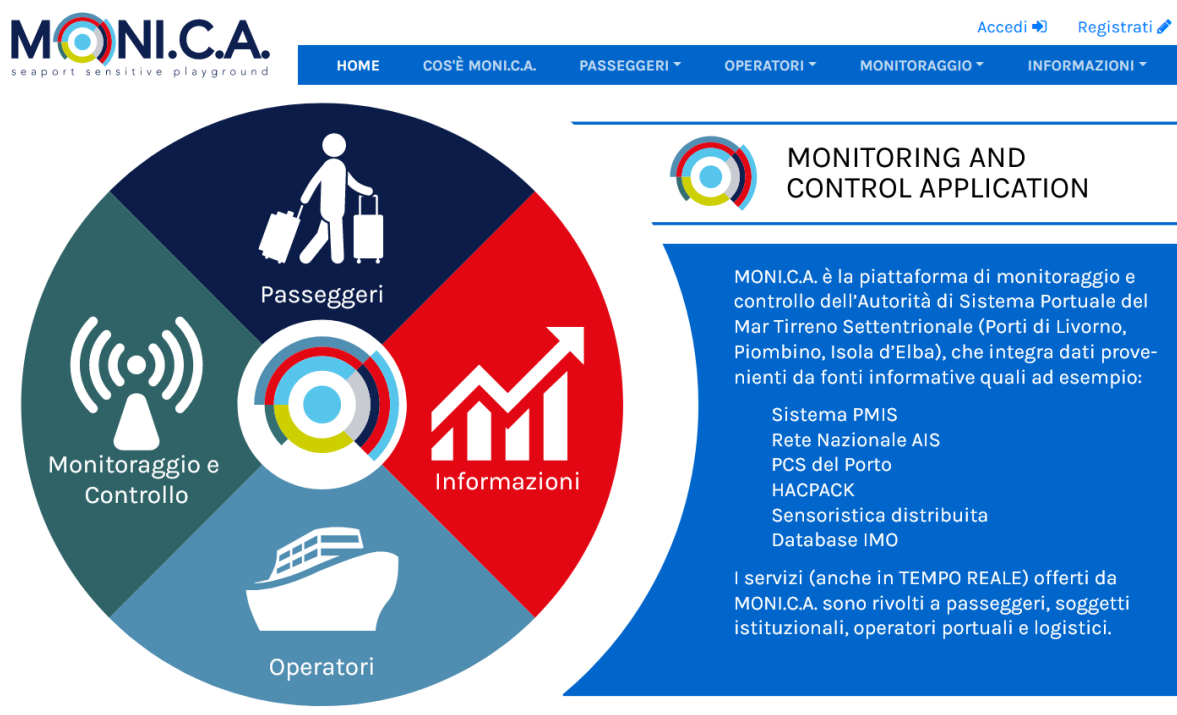 MONI.C.A.
seaport sensitive playground
Accedi
Registrati
HOME
COS'È MONI.C.A.
PASSEGGERI
OPERATORI
MONITORAGGIO
INFORMAZIONI
Passeggeri
Monitoraggio e
Controllo
Informazioni
Operatori
MONITORING AND
CONTROL APPLICATION
MONI.C.A. è la piattaforma di monitoraggio e
controllo dell'Autorità di Sistema Portuale del
Mar Tirreno Settentrionale (Porti di Livorno,
Piombino, Isola d'Elba), che integra dati prove-
nienti da fonti informative quali ad esempio:
Sistema PMIS
Rete Nazionale AIS
PCS del Porto
HACPACK
Sensoristica distribuita
Database IMO
I servizi (anche in TEMPO REALE) offerti da
MONI.C.A. sono rivolti a passeggeri, soggetti
istituzionali, operatori portuali e logistici.